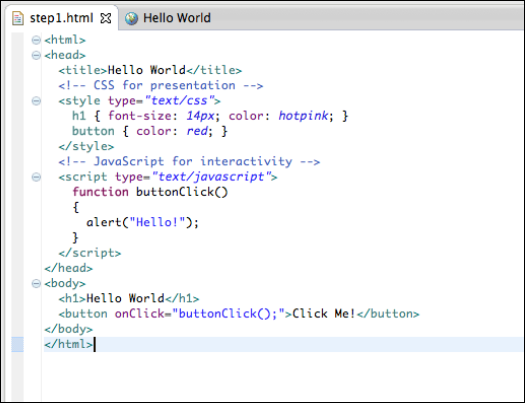 step1.html Hello World
<html>
<head>
  <title>Hello World</title>
  <!-- CSS for presentation -->
  <style type="text/css">
    h1 { font-size: 14px; color: hotpink; }
    button { color: red; }
  </style>
  <!-- JavaScript for interactivity -->
  <script type="text/javascript">
    function buttonClick()
    {
      alert("Hello!");
    }
  </script>
</head>
<body>
  <h1>Hello World</h1>
  <button onClick="buttonClick();">Click Me!</button>
</body>
</html>